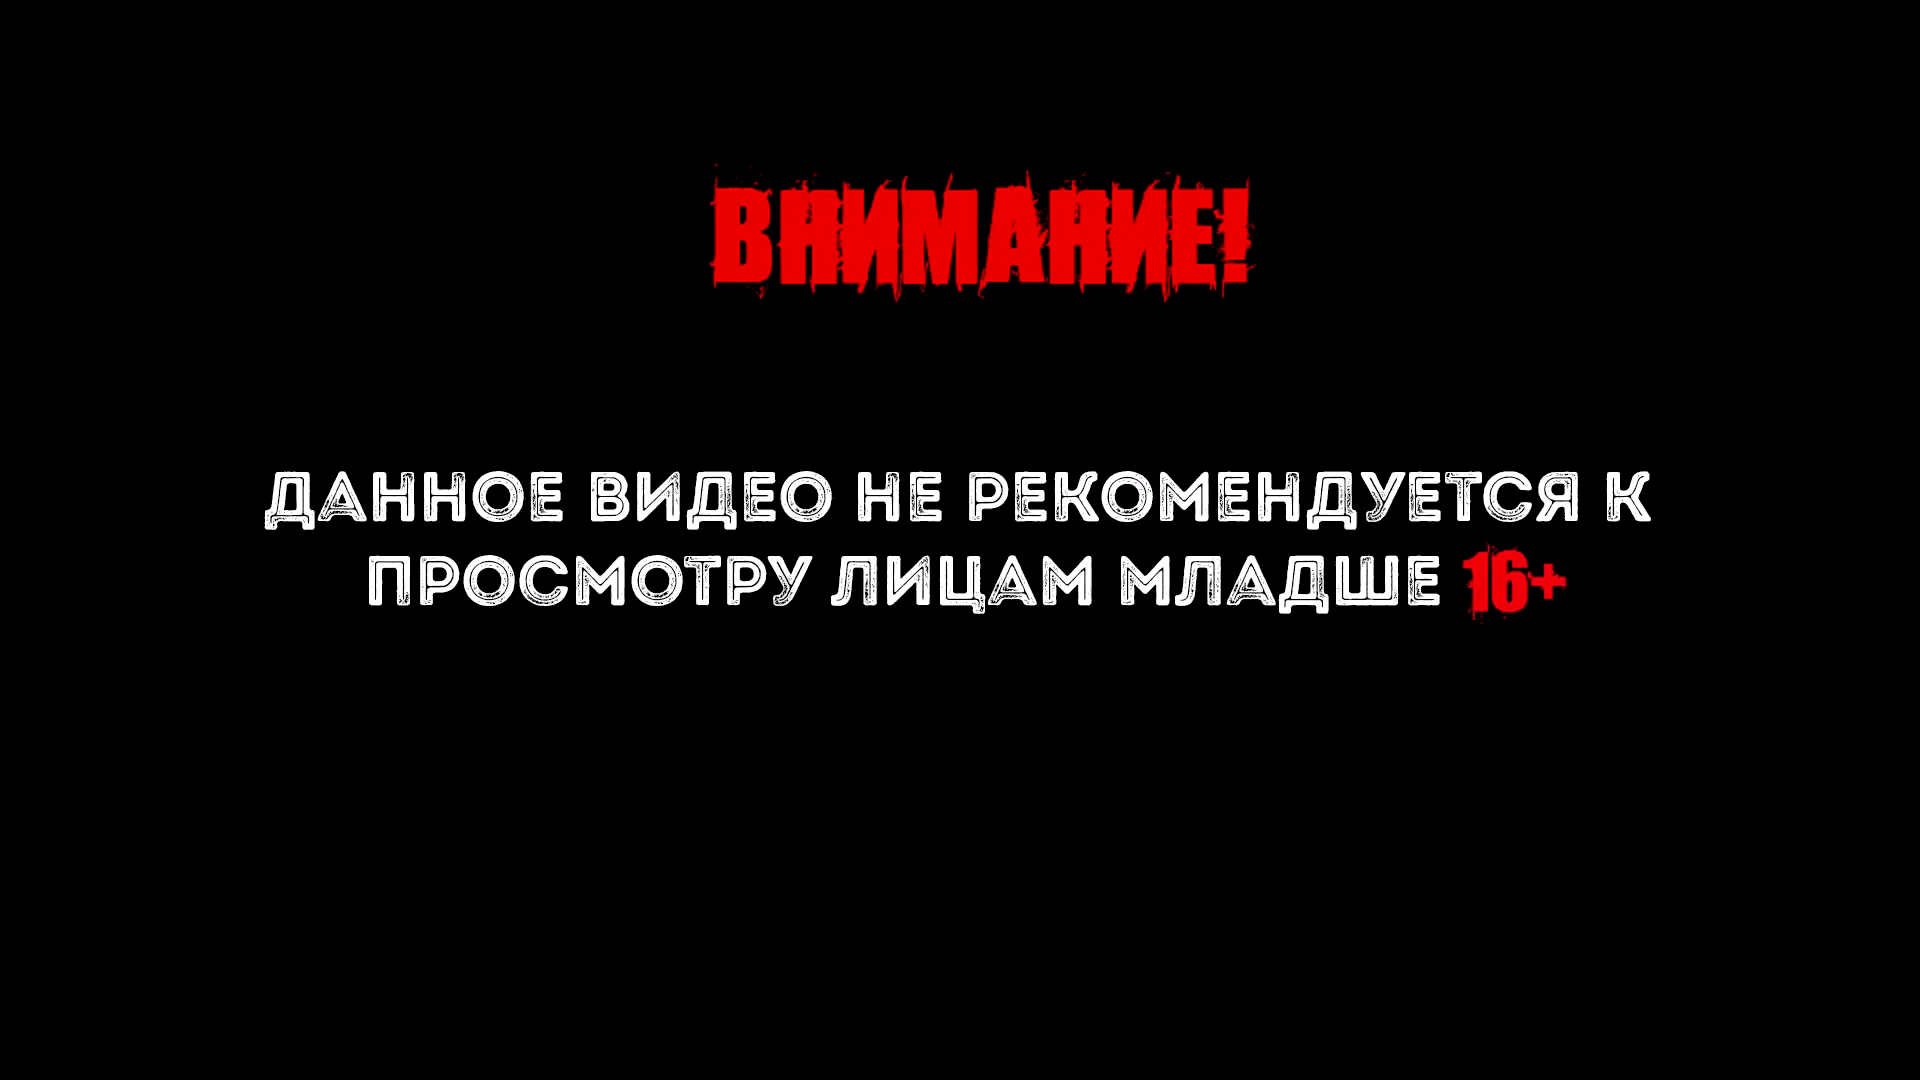 ВНИМАНИЕ!
ДАННОЕ ВИДЕО НЕ РЕКОМЕНДУЕТСЯ К
ПРОСМОТРУ ЛИЦАМ МЛАДШЕ 16+